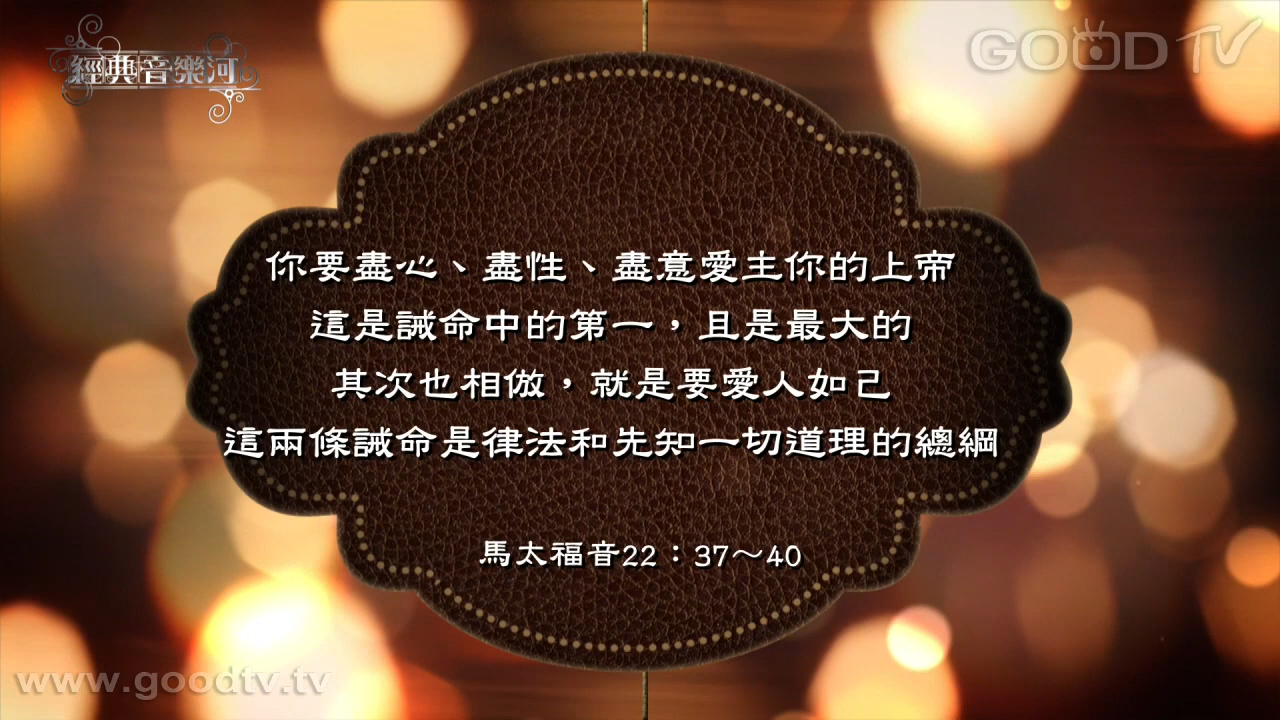 經典音樂河
GOOD TV
你要盡心、盡性、盡意愛主你的上帝
這是誡命中的第一，且是最大的
其次也相倣，就是要愛人如己
這兩條誡命是律法和先知一切道理的總綱
馬太福音22：37～40
www.goodtv.tv